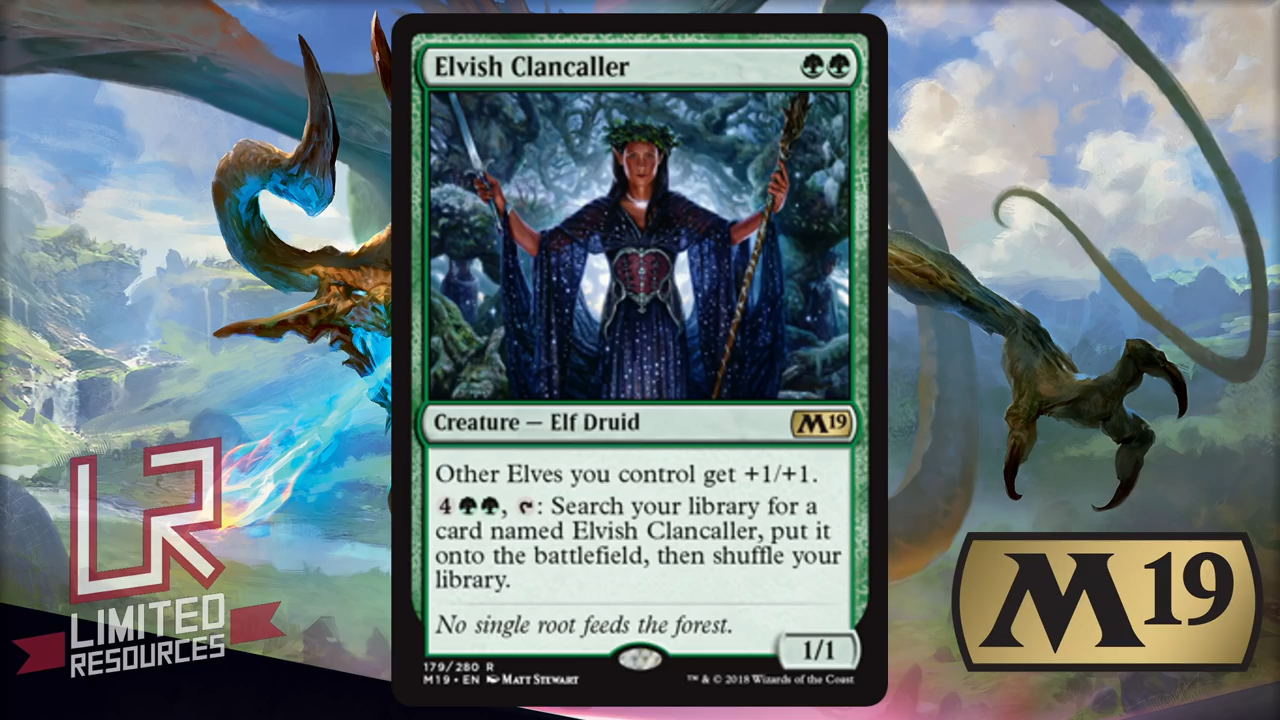 Elvish Clancaller
Creature — Elf Druid
M19
Other Elves you control get +1/+1.
4, : Search your library for a
card named Elvish Clancaller, put it
onto the battlefield, then shuffle your
library.
No single root feeds the forest.
1/1
179/280 R
M19 • EN Matt Stewart
™ & © 2018 Wizards of the Coast
LR
LIMITED
RESOURCES
M19